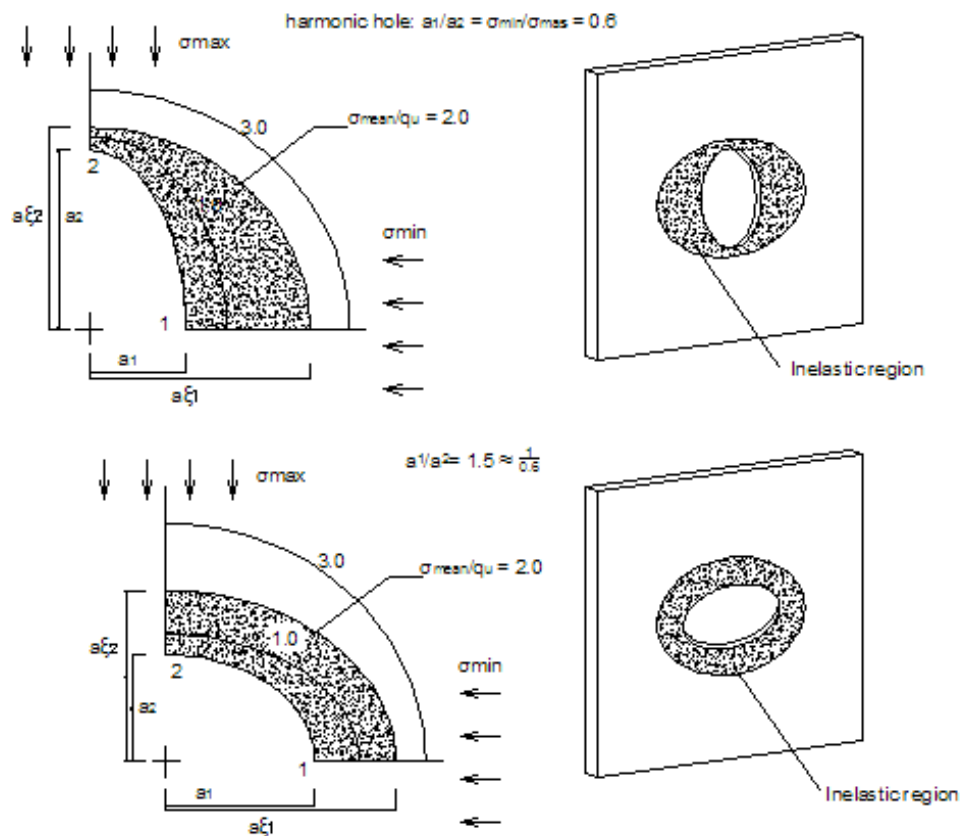 harmonic hole: a1/a2 = σmin/σmas = 0.6
σmax
σmean/qu = 2.0
3.0
2
aξ2
a2
σmin
1
a1
aξ1
Inelastic region
a1/a2= 1.5 ≈ 1/0.6
σmax
3.0
σmean/qu = 2.0
1.0
aξ2
2
a2
σmin
1
a1
aξ1
Inelastic region